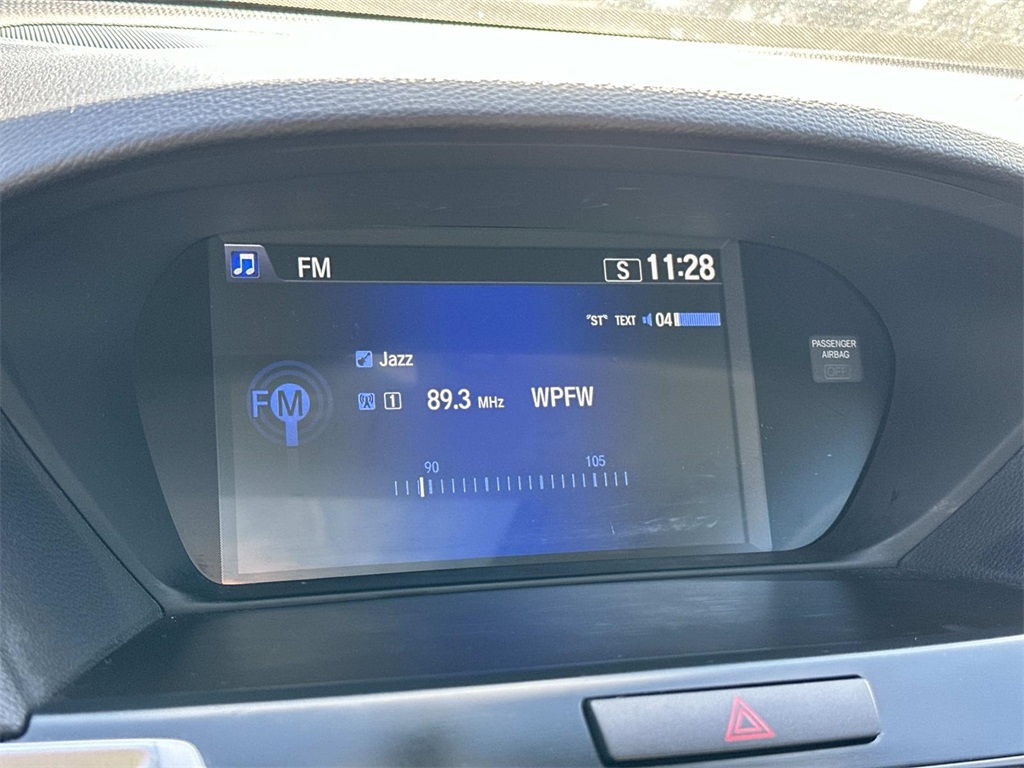 FM
S 11:28
"ST" TEXT 04
Jazz
FM
1 89.3 MHz WPFW
90 105
PASSENGER
AIRBAG
OFF